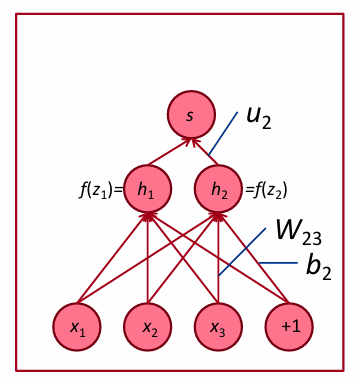 s
u₂
f(z₁)= h₁ h₂ =f(z₂)
W₂₃
b₂
x₁ x₂ x₃ +1